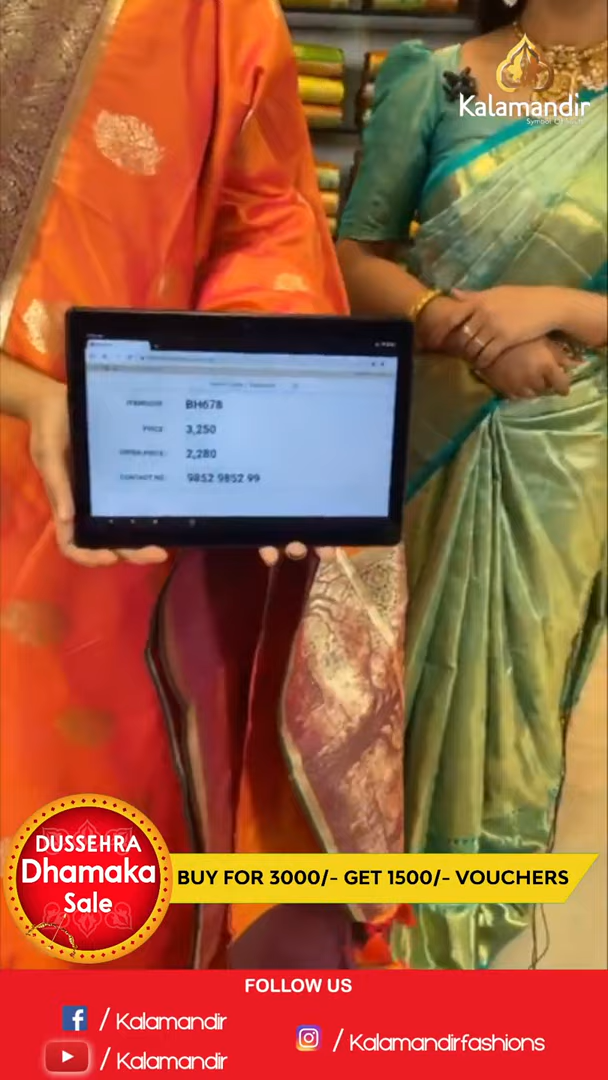 Kalamandir
BH678
PRICE 3,250
OFFER PRICE 2,280
CONTACT NO 9852 9852 99
DUSSEHRA
Dhamaka
Sale
BUY FOR 3000/- GET 1500/- VOUCHERS
FOLLOW US
/ Kalamandir
/ Kalamandirfashions
/ Kalamandir